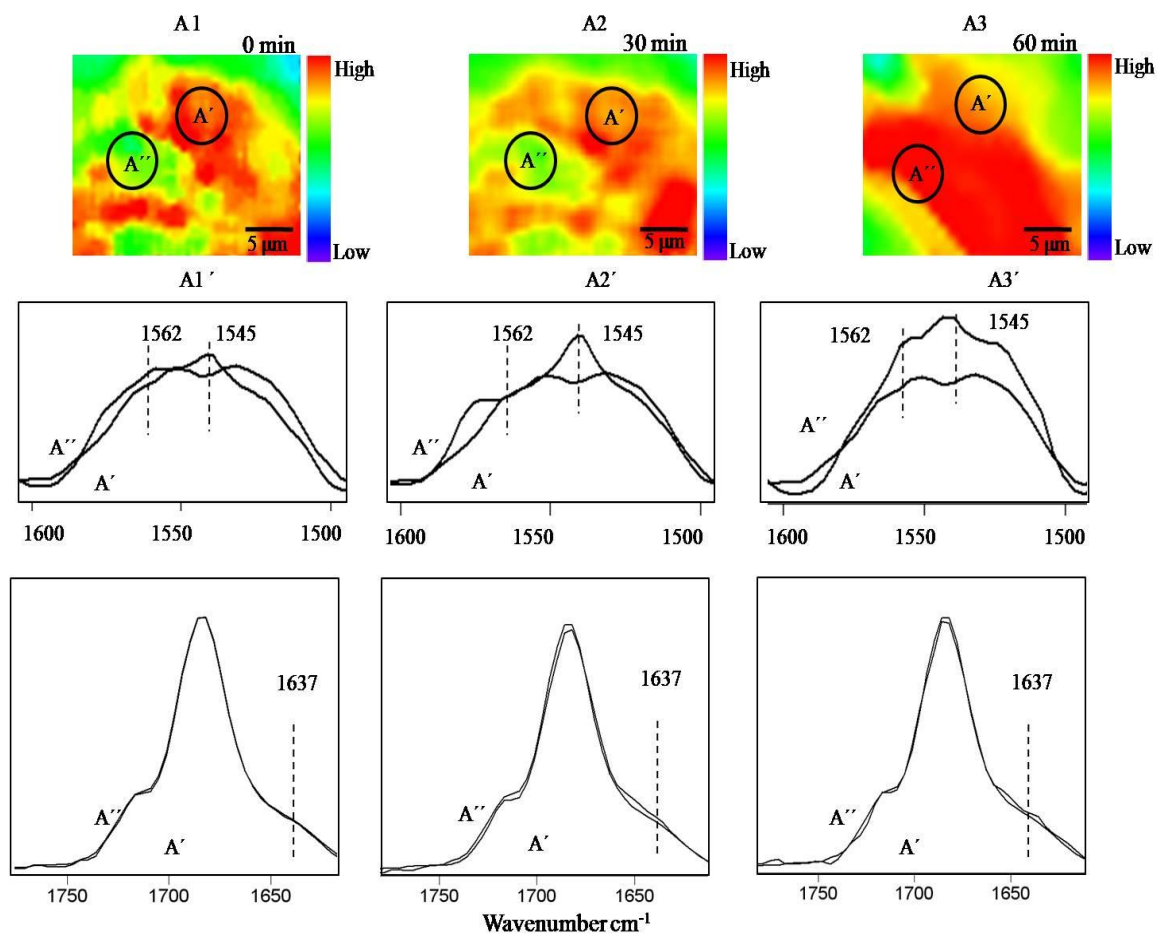 A1 A2 A3
0 min 30 min 60 min
High High High
A´ A´ A´
A´´ A´´ A´´
5 μm 5 μm 5 μm
Low Low Low
A1´ A2´ A3´
1562 1545 1562 1545 1562 1545
A´´ A´´ A´´
A´ A´ A´
1600 1550 1500 1600 1550 1500 1600 1550 1500
1637 1637 1637
A´´ A´´ A´´
A´ A´ A´
1750 1700 1650 1750 1700 1650 1750 1700 1650
Wavenumber cm-1